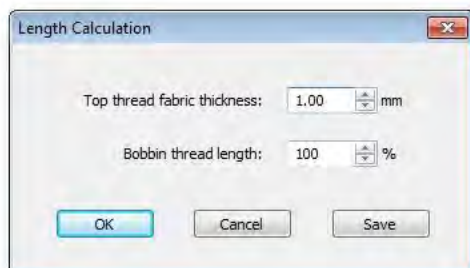 Length Calculation
Top thread fabric thickness: 1.00 mm
Bobbin thread length: 100 %
OK Cancel Save